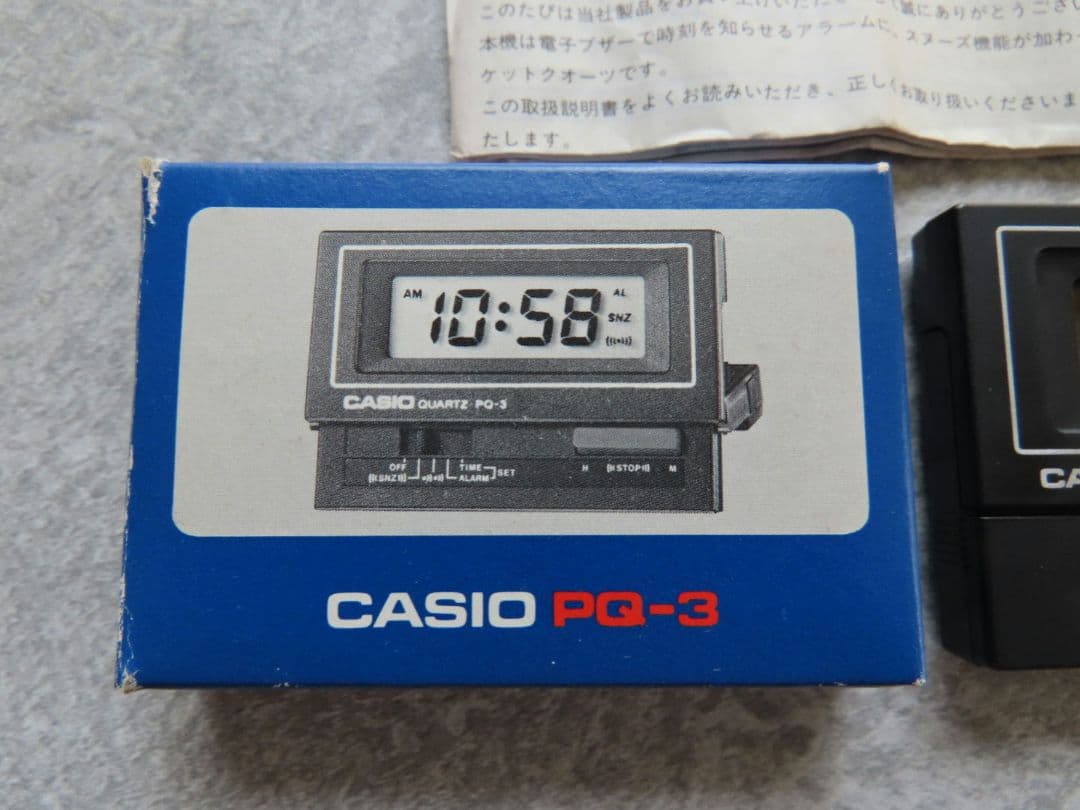 このたびは当社製品をお買い上げいただき 誠にありがとうござい
本機は電子ブザーで時刻を知らせるアラームに、スヌーズ機能が加わっ
ケットクオーツです。
この取扱説明書をよくお読みいただき、正しくお取り扱いくださいま
たします。
AM 10:58 AL
SNZ
CASIO QUARTZ PQ-3
OFF TIME SET
SNZ ALARM
H STOP M
CASIO PQ-3
CA